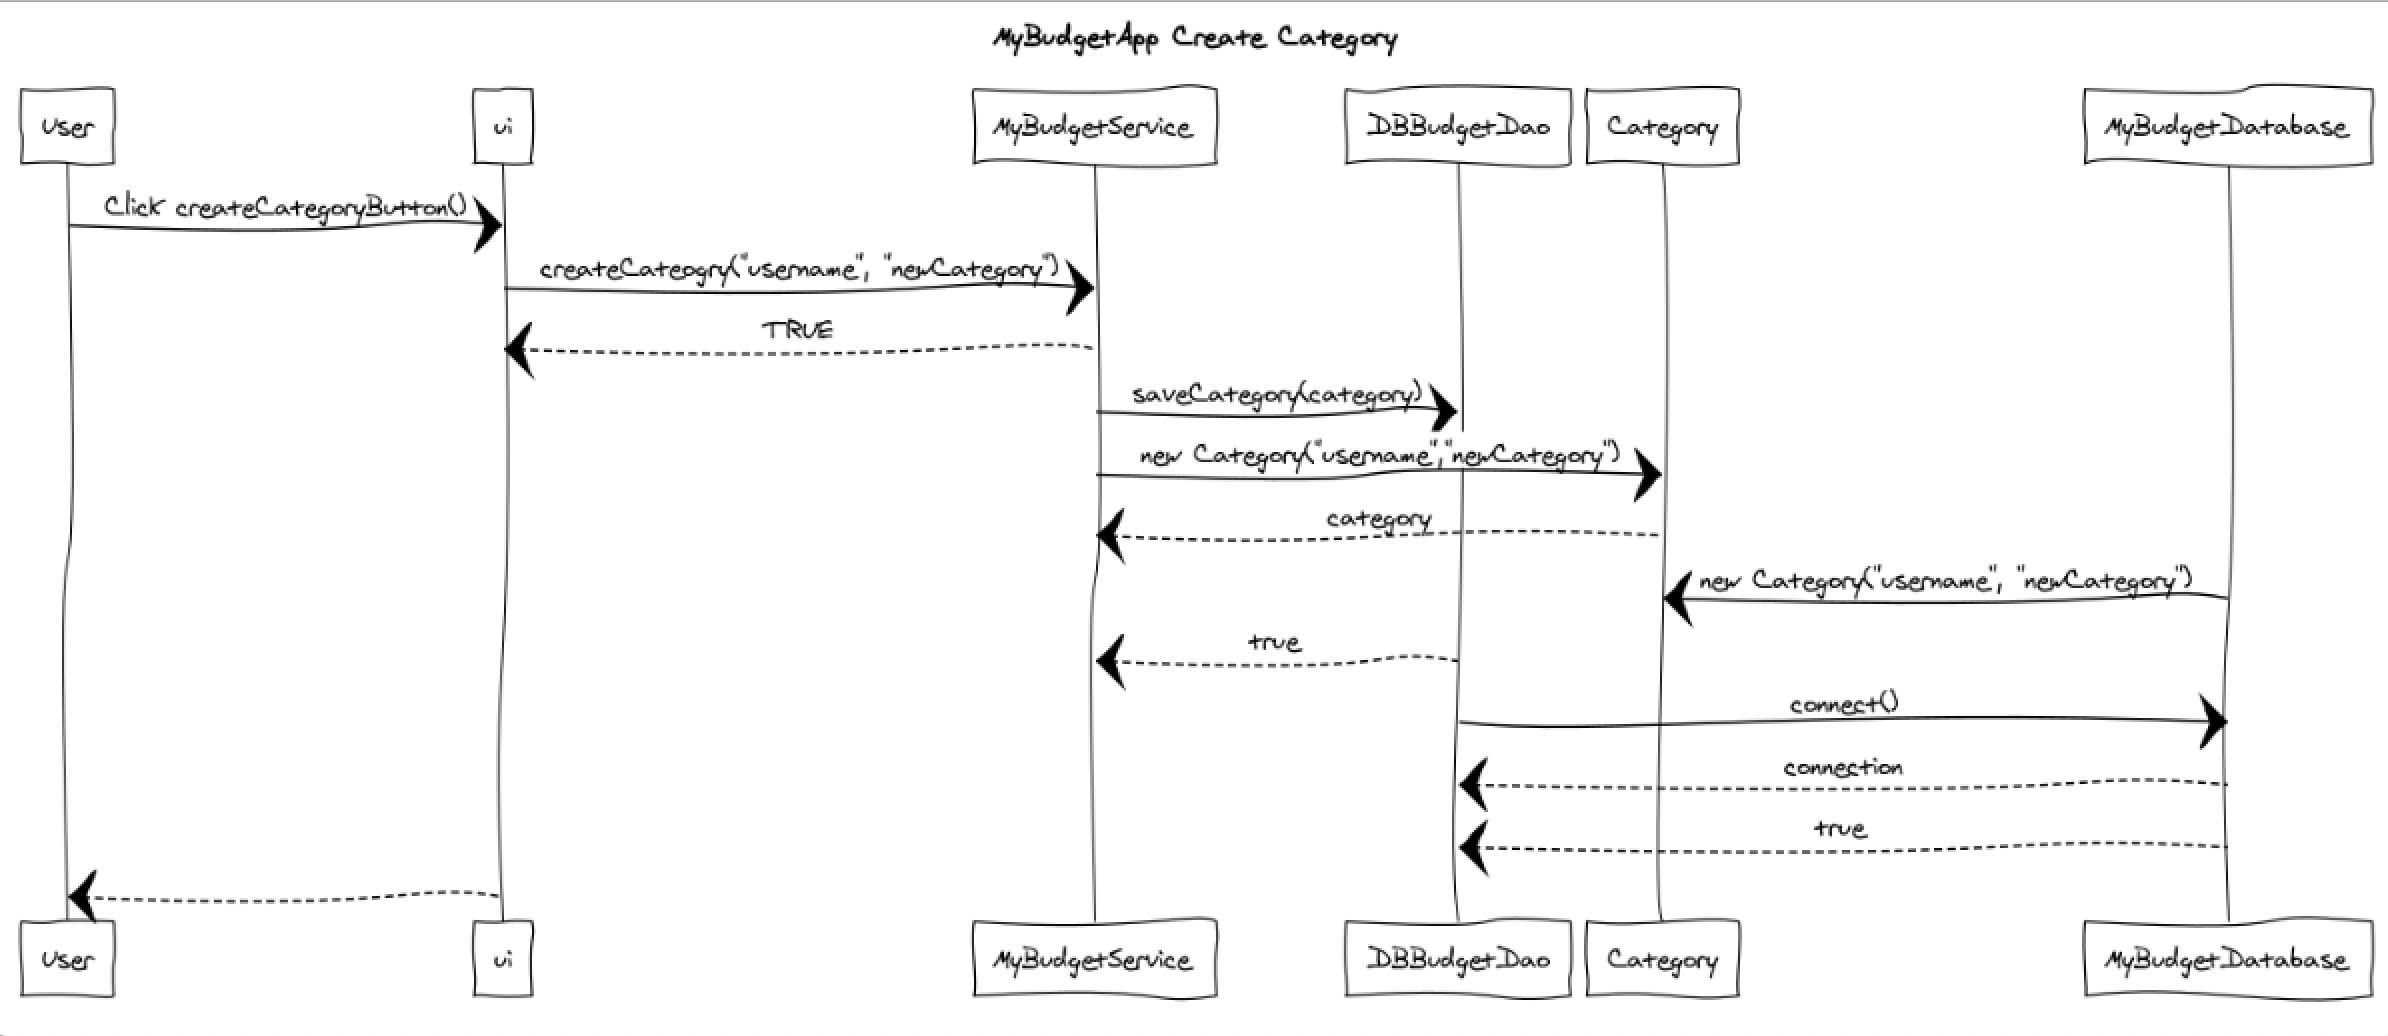 MyBudgetApp Create Category
User
ui
MyBudgetService
DBBudgetDao
Category
MyBudgetDatabase
Click createCategoryButton()
createCateogry("username", "newCategory")
TRUE
saveCategory(category)
new Category("username","newCategory")
category
new Category("username", "newCategory")
true
connect()
connection
true
User
ui
MyBudgetService
DBBudgetDao
Category
MyBudgetDatabase